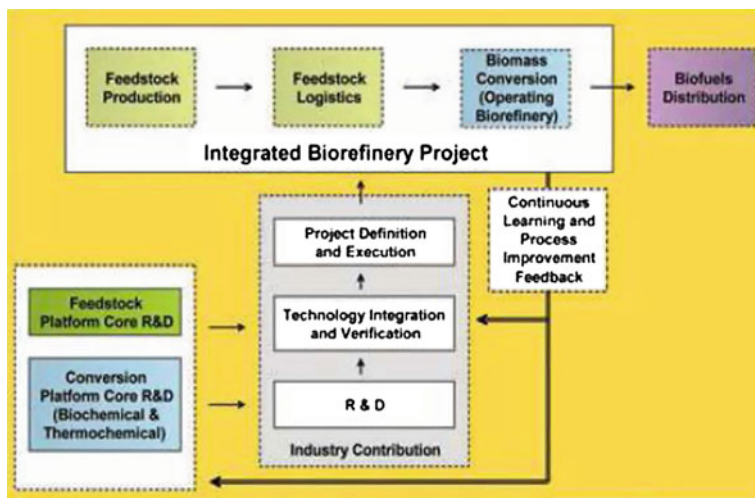 Feedstock
Production
Feedstock
Logistics
Biomass
Conversion
(Operating
Biorefinery)
Biofuels
Distribution
Integrated Biorefinery Project
Continuous
Learning and
Process
Improvement
Feedback
Project Definition
and Execution
Feedstock
Platform Core R&D
Technology Integration
and Verification
Conversion
Platform Core R&D
(Biochemical &
Thermochemical)
R & D
Industry Contribution